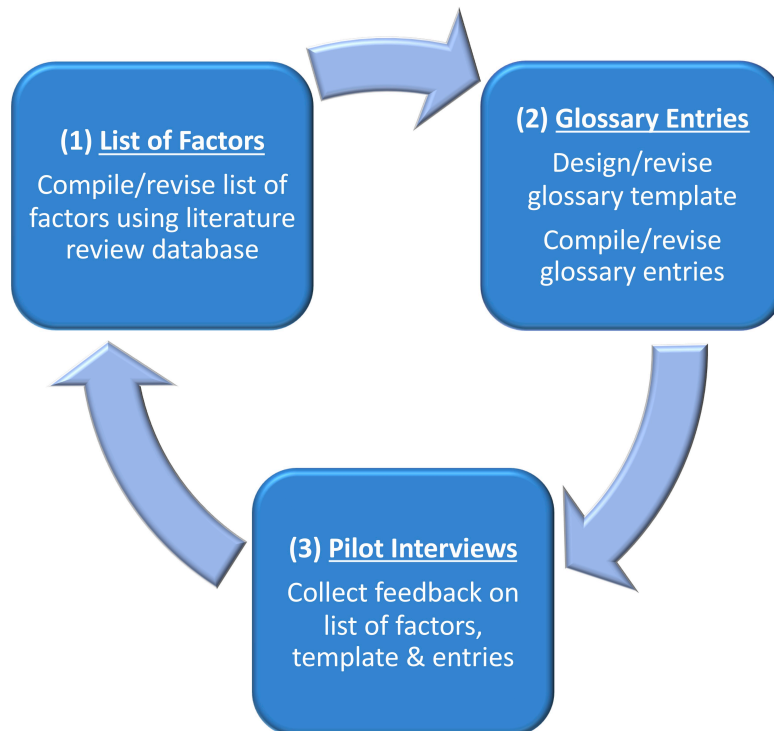 (1) List of Factors
Compile/revise list of
factors using literature
review database
(2) Glossary Entries
Design/revise
glossary template
Compile/revise
glossary entries
(3) Pilot Interviews
Collect feedback on
list of factors,
template & entries